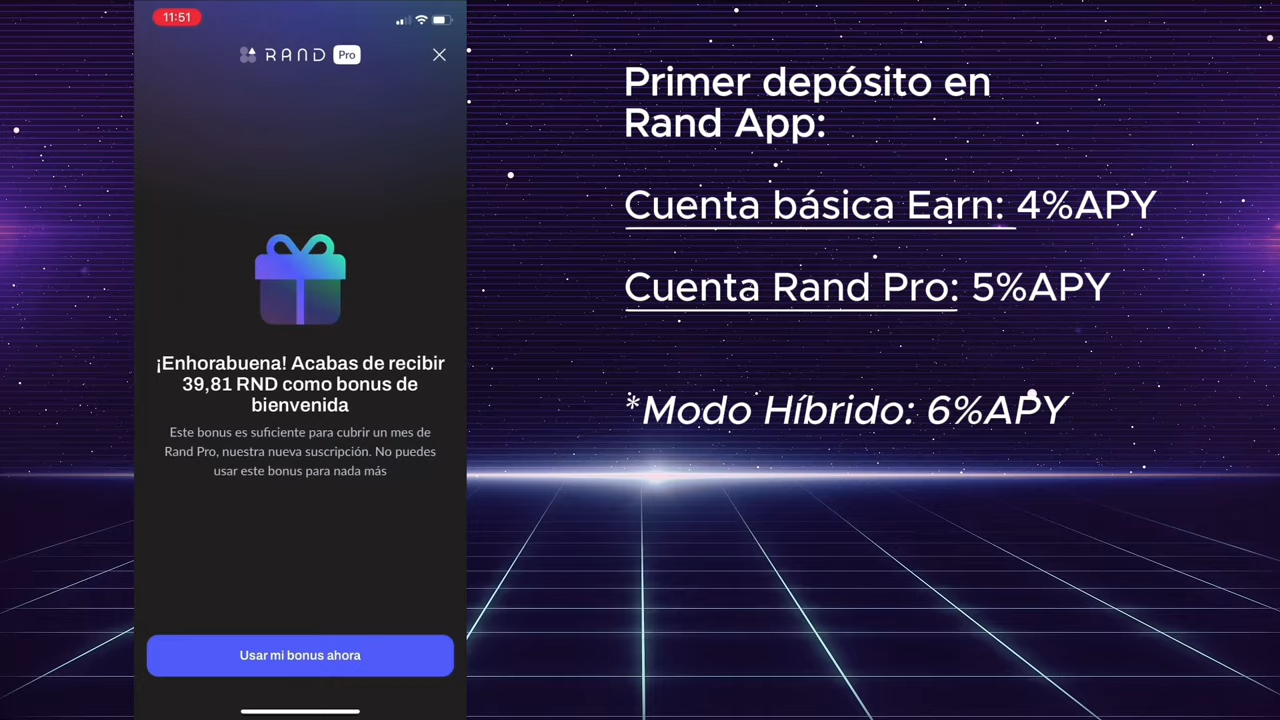 11:51
RAND Pro
¡Enhorabuena! Acabas de recibir
39,81 RND como bonus de
bienvenida
Este bonus es suficiente para cubrir un mes de
Rand Pro, nuestra nueva suscripción. No puedes
usar este bonus para nada más
Usar mi bonus ahora
Primer depósito en
Rand App:
Cuenta básica Earn: 4%APY
Cuenta Rand Pro: 5%APY
*Modo Híbrido: 6%APY